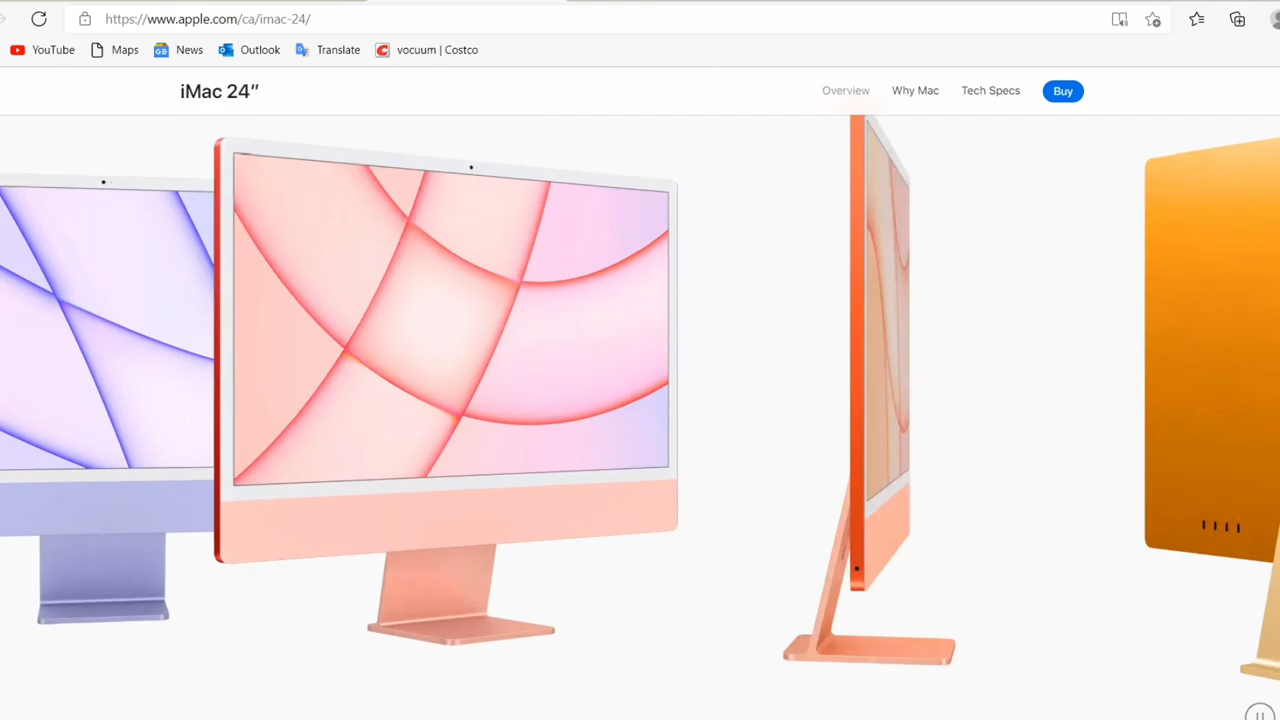 https://www.apple.com/ca/imac-24/
YouTube Maps News Outlook Translate vocuum | Costco
iMac 24″ Overview Why Mac Tech Specs Buy